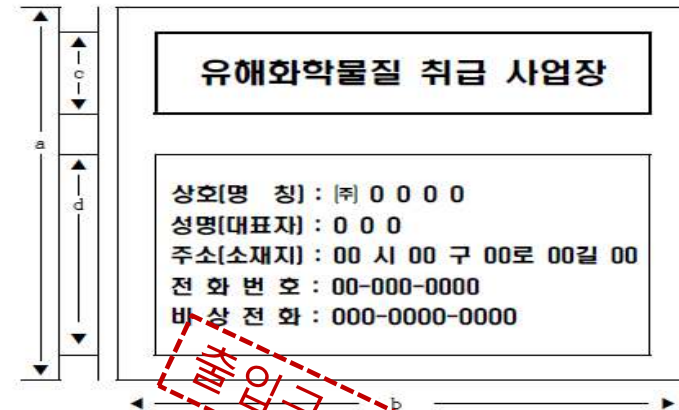 유해화학물질 취급 사업장
a
c
d
상호(명 칭) : ㈜ 0 0 0 0
성명(대표자) : 0 0 0
주소(소재지) : 00 시 00 구 00로 00길 00
전 화 번 호 : 00-000-0000
비 상 전 화 : 000-0000-0000
출입
b